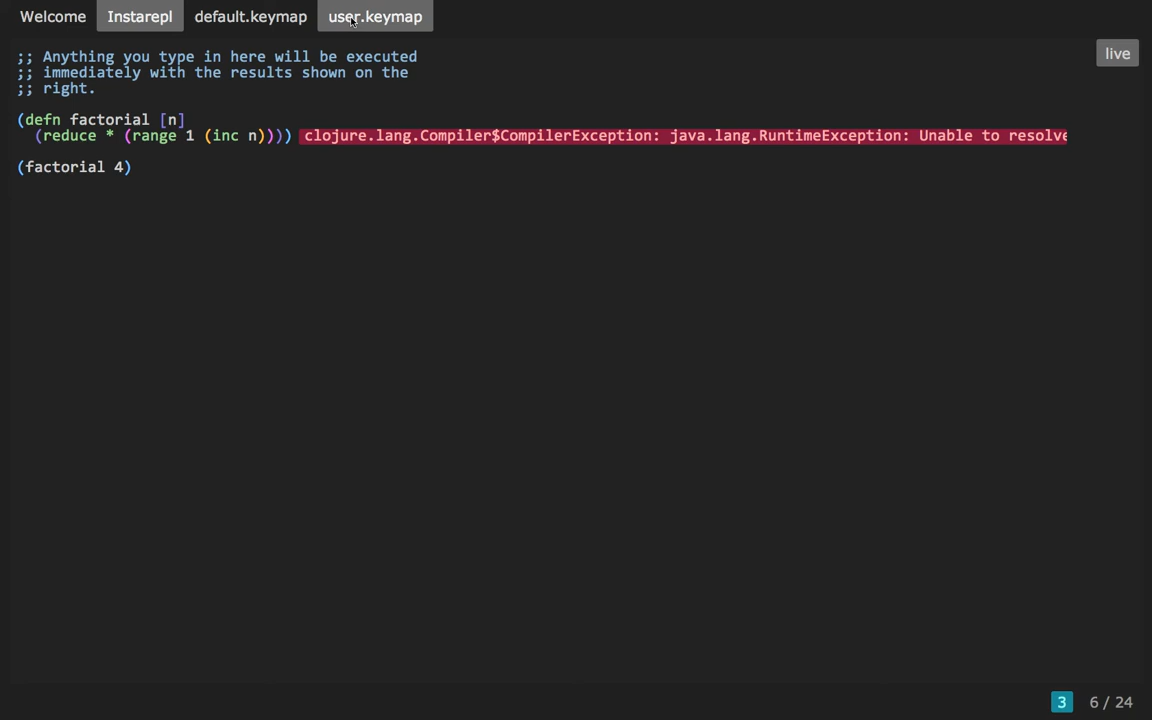 Welcome Instarepl default.keymap user.keymap
live
;; Anything you type in here will be executed
;; immediately with the results shown on the
;; right.
(defn factorial [n]
(reduce * (range 1 (inc n)))) clojure.lang.Compiler$CompilerException: java.lang.RuntimeException: Unable to resolve
(factorial 4)
3 6 / 24